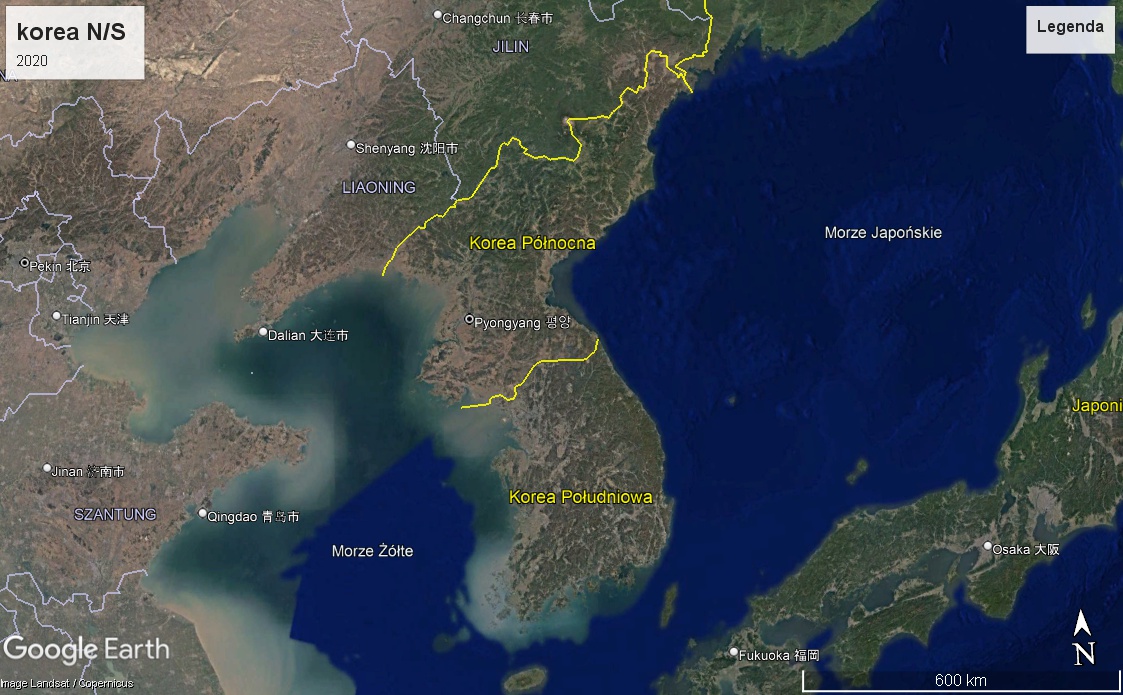 korea N/S
2020
Legenda
Changchun 长春市
JILIN
Shenyang 沈阳市
LIAONING
Korea Północna
Morze Japońskie
Pekin 北京
Tianjin 天津
Pyongyang 평양
Dalian 大连市
Japoni
Jinan 济南市
Korea Południowa
SZANTUNG
Qingdao 青岛市
Morze Żółte
Osaka 大阪
N
Google Earth
Fukuoka 福岡
600 km
Image Landsat / Copernicus